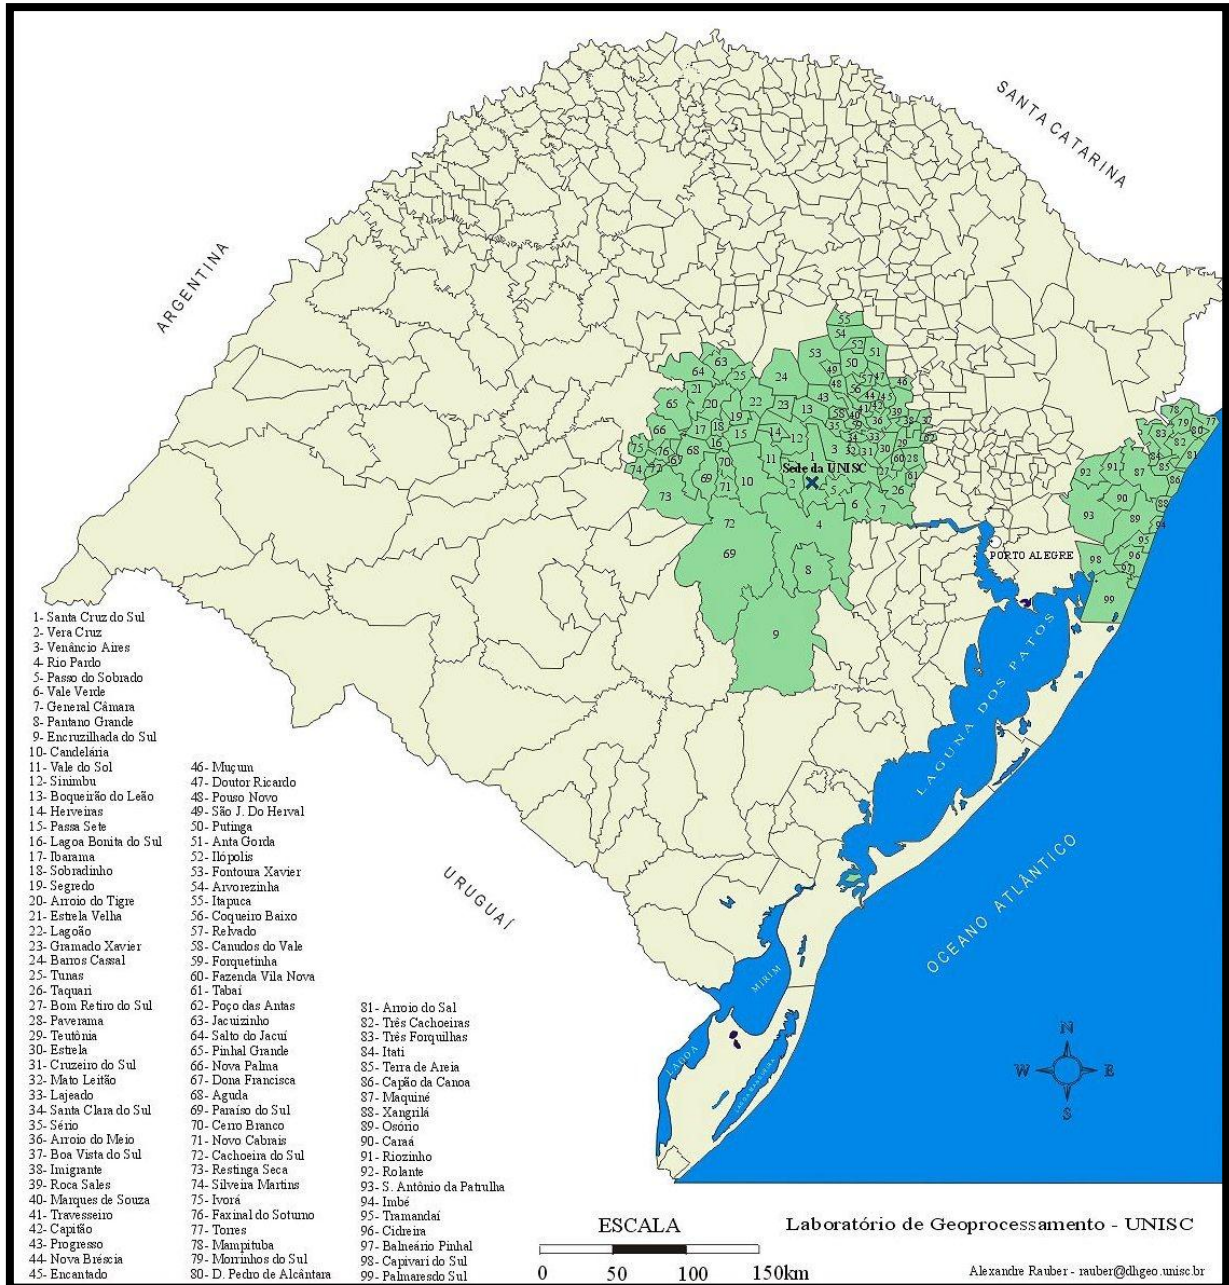 SANTA CATARINA
ARGENTINA
Sede da UNISC
PORTO ALEGRE
LAGUNA DOS PATOS
URUGUAÍ
OCEANO ATLÂNTICO
LAGOA
MIRIM
LAGOA MANGUEIRA
N
W E
S
1- Santa Cruz do Sul
2- Vera Cruz
3- Venâncio Aires
4- Rio Pardo
5- Passo do Sobrado
6- Vale Verde
7- General Câmara
8- Pantano Grande
9- Encruzilhada do Sul
10- Candelária
11- Vale do Sol
12- Sinimbu
13- Boqueirão do Leão
14- Herveiras
15- Passa Sete
16- Lagoa Bonita do Sul
17- Ibarama
18- Sobradinho
19- Segredo
20- Arroio do Tigre
21- Estrela Velha
22- Lagoão
23- Gramado Xavier
24- Barros Cassal
25- Tunas
26- Taquari
27- Bom Retiro do Sul
28- Paverama
29- Teutônia
30- Estrela
31- Cruzeiro do Sul
32- Mato Leitão
33- Lajeado
34- Santa Clara do Sul
35- Sério
36- Arroio do Meio
37- Boa Vista do Sul
38- Imigrante
39- Roca Sales
40- Marques de Souza
41- Travesseiro
42- Capitão
43- Progresso
44- Nova Bréscia
45- Encantado
46- Muçum
47- Doutor Ricardo
48- Pouso Novo
49- São J. Do Herval
50- Putinga
51- Anta Gorda
52- Ilópolis
53- Fontoura Xavier
54- Arvorezinha
55- Itapuca
56- Coqueiro Baixo
57- Relvado
58- Canudos do Vale
59- Forquetinha
60- Fazenda Vila Nova
61- Tabaí
62- Poço das Antas
63- Jacuizinho
64- Salto do Jacuí
65- Pinhal Grande
66- Nova Palma
67- Dona Francisca
68- Aguda
69- Paraíso do Sul
70- Cerro Branco
71- Novo Cabrais
72- Cachoeira do Sul
73- Restinga Seca
74- Silveira Martins
75- Ivorá
76- Faxinal do Soturno
77- Torres
78- Mampituba
79- Morrinhos do Sul
80- D. Pedro de Alcântara
81- Arroio do Sal
82- Três Cachoeiras
83- Três Forquilhas
84- Itati
85- Terra de Areia
86- Capão da Canoa
87- Maquiné
88- Xangrilá
89- Osório
90- Caraá
91- Riozinho
92- Rolante
93- S. Antônio da Patrulha
94- Imbé
95- Tramandaí
96- Cidreira
97- Balneário Pinhal
98- Capivari do Sul
99- Palmares do Sul
ESCALA
0 50 100 150km
Laboratório de Geoprocessamento - UNISC
Alexandre Rauber - rauber@dhgeo.unisc.br